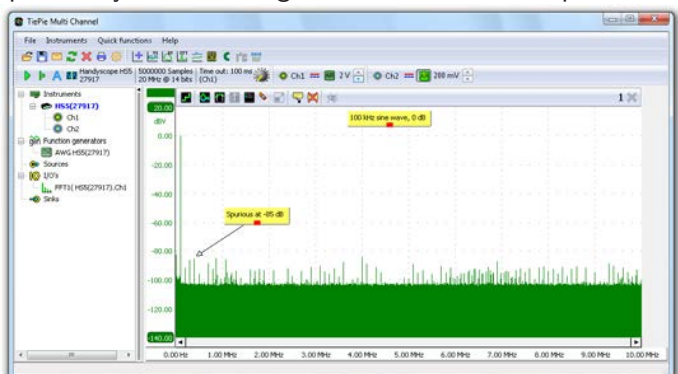 TiePie Multi Channel
File Instruments Quick functions Help
Handyscope HS5 27917
5000000 Samples 20 MHz @ 14 bits
Time out: 100 ms (Ch1)
Ch1 2 V Ch2 200 mV
Instruments
HS5(27917)
Ch1
Ch2
Function generators
AWG HS5(27917)
Sources
I/O's
FFT1( HS5(27917).Ch1
Sinks
1
20.00
dBV
0.00
-20.00
-40.00
-60.00
-80.00
-100.00
-120.00
-140.00
100 kHz sine wave, 0 dB
Spurious at -85 dB
0.00 Hz 1.00 MHz 2.00 MHz 3.00 MHz 4.00 MHz 5.00 MHz 6.00 MHz 7.00 MHz 8.00 MHz 9.00 MHz 10.00 MHz